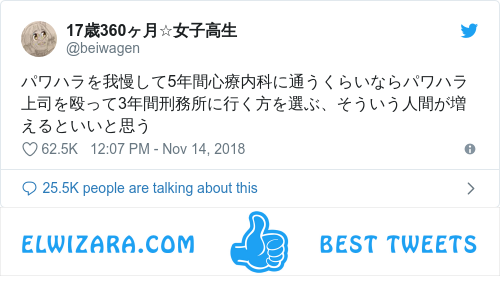 17歳360ヶ月☆女子高生
@beiwagen
パワハラを我慢して5年間心療内科に通うくらいならパワハラ
上司を殴って3年間刑務所に行く方を選ぶ、そういう人間が増
えるといいと思う
62.5K 12:07 PM - Nov 14, 2018
25.5K people are talking about this
ELWIZARA.COM BEST TWEETS